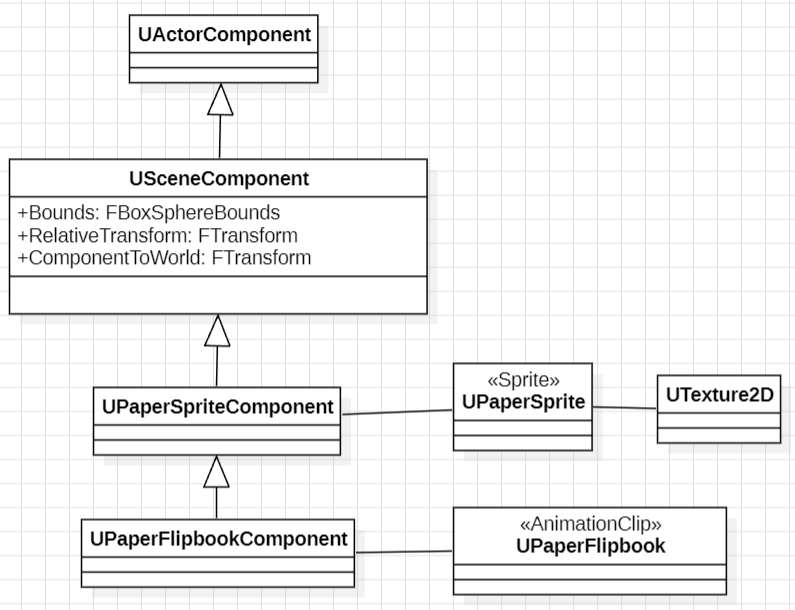 UActorComponent
USceneComponent
+Bounds: FBoxSphereBounds
+RelativeTransform: FTransform
+ComponentToWorld: FTransform
UPaperSpriteComponent
«Sprite»
UPaperSprite
UTexture2D
UPaperFlipbookComponent
«AnimationClip»
UPaperFlipbook